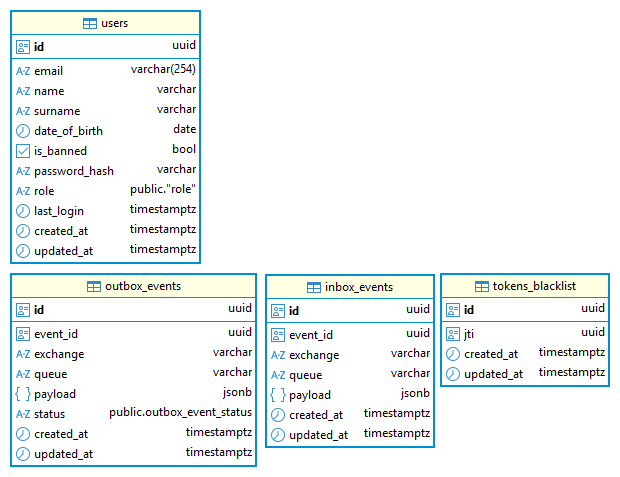 users
id uuid
email varchar(254)
name varchar
surname varchar
date_of_birth date
is_banned bool
password_hash varchar
role public."role"
last_login timestamptz
created_at timestamptz
updated_at timestamptz
outbox_events
id uuid
event_id uuid
exchange varchar
queue varchar
payload jsonb
status public.outbox_event_status
created_at timestamptz
updated_at timestamptz
inbox_events
id uuid
event_id uuid
exchange varchar
queue varchar
payload jsonb
created_at timestamptz
updated_at timestamptz
tokens_blacklist
id uuid
jti uuid
created_at timestamptz
updated_at timestamptz